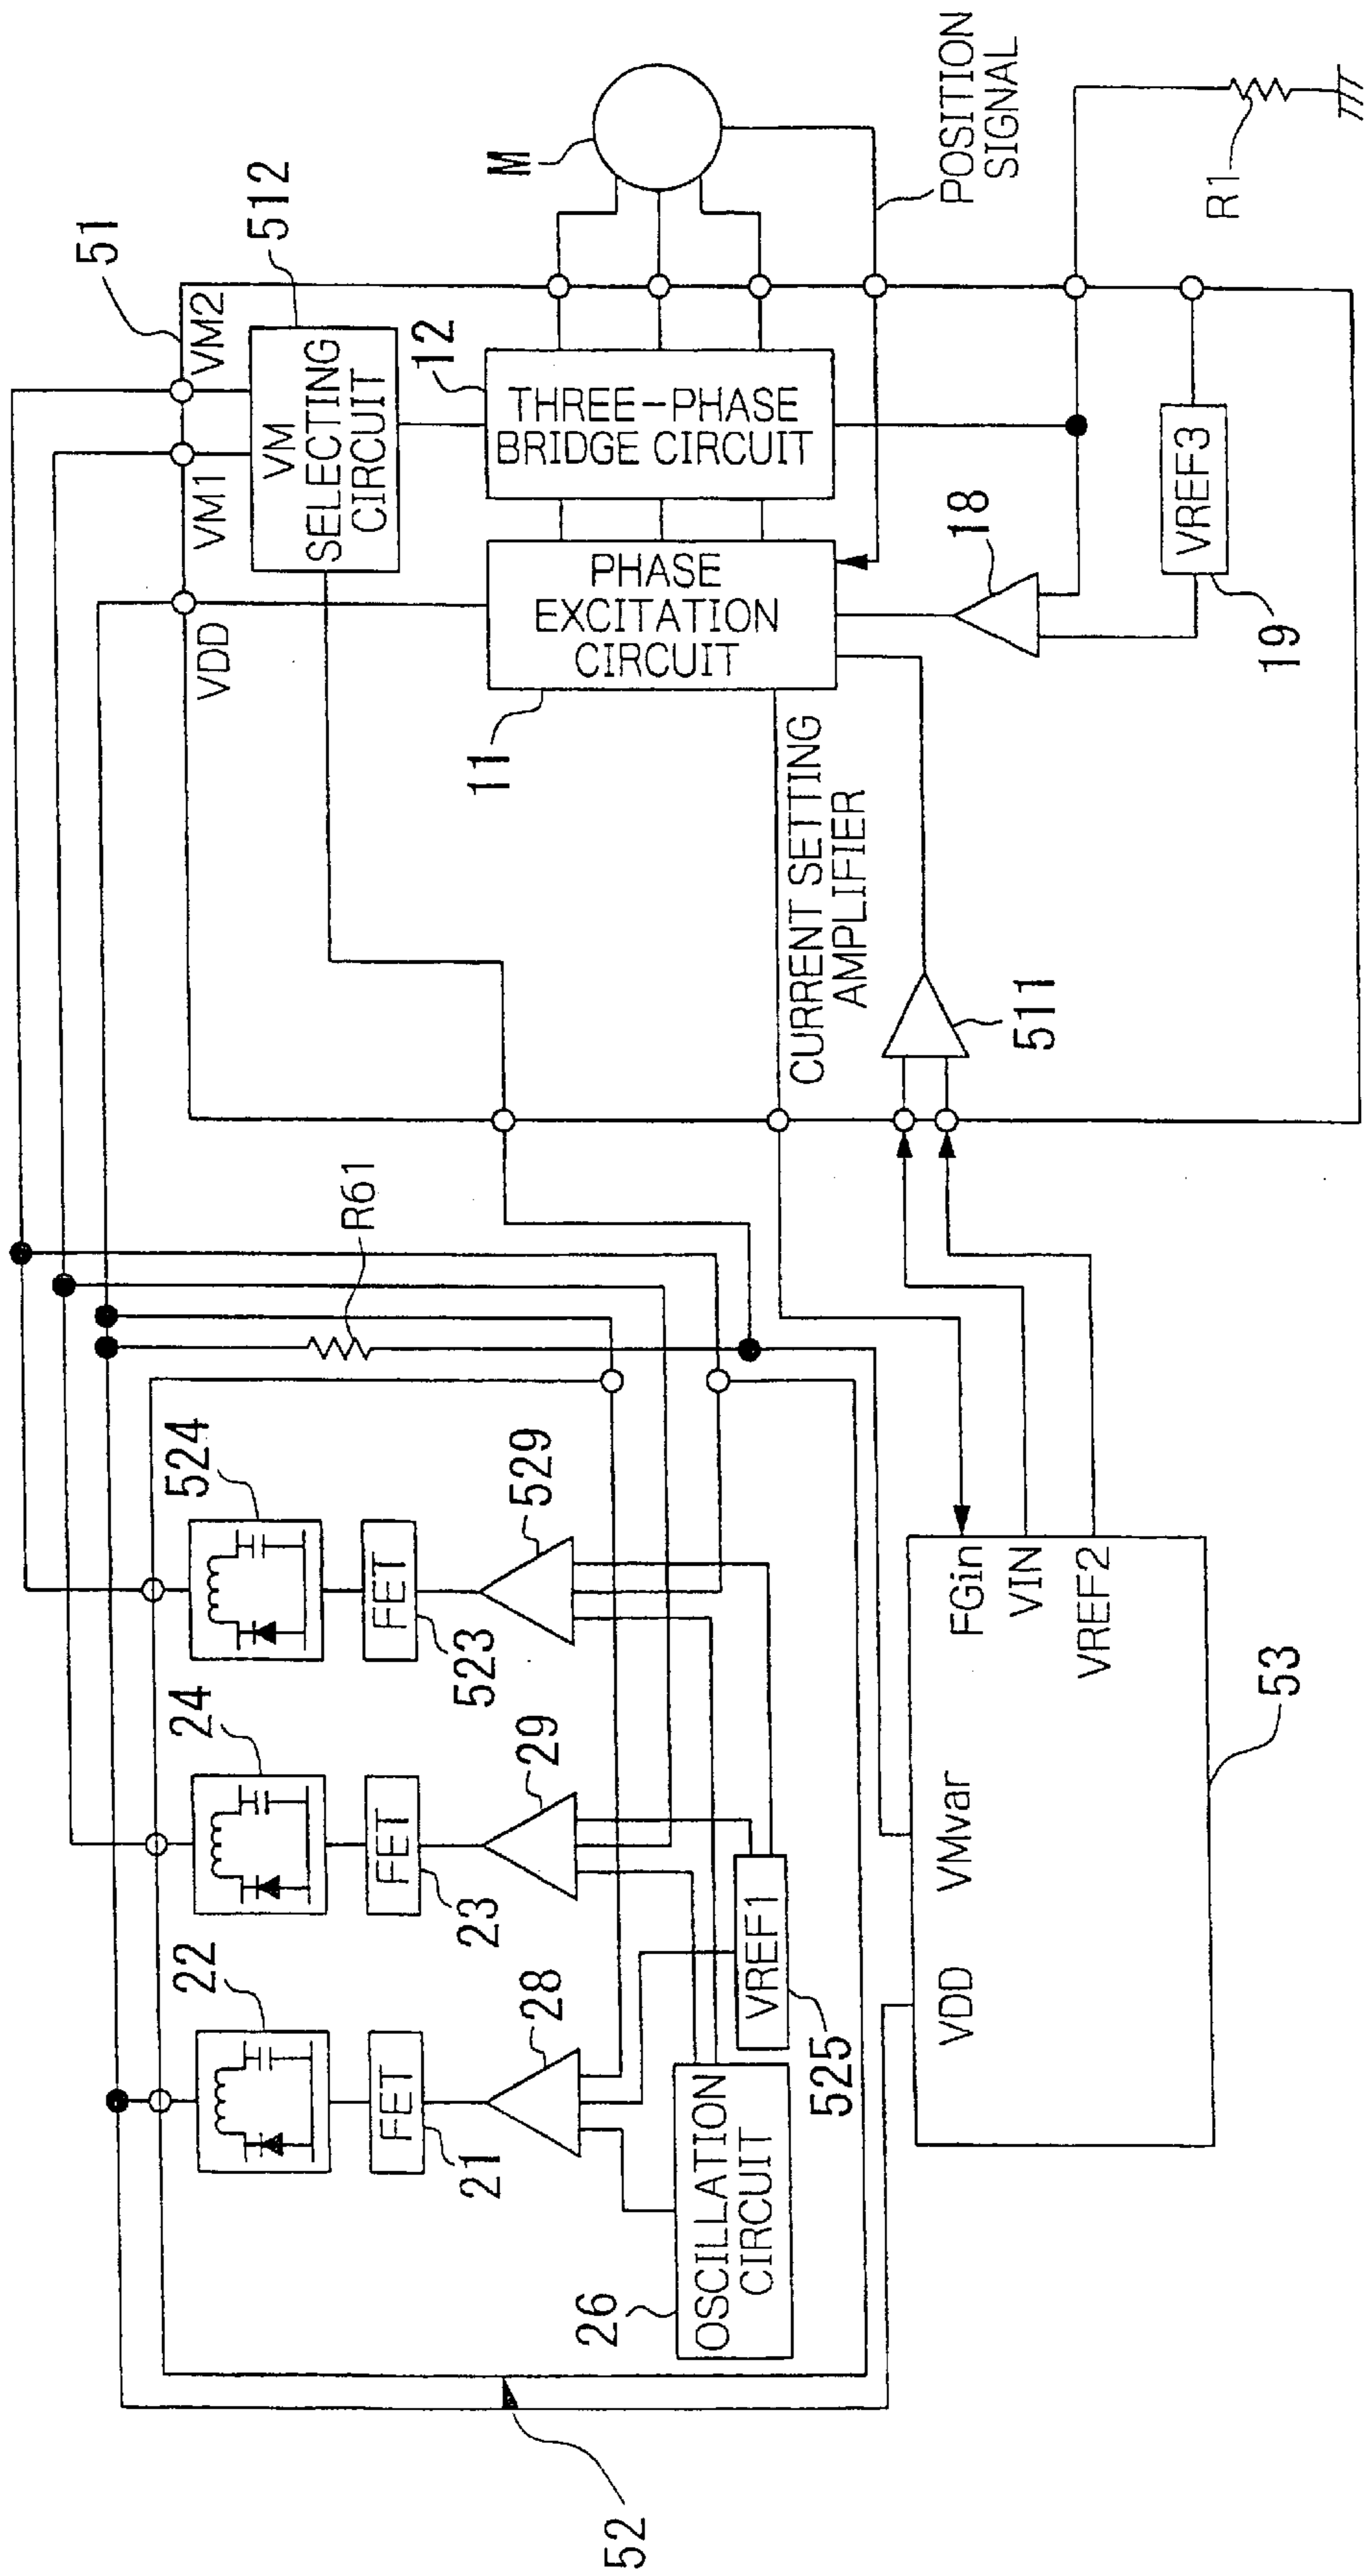 51
512
VM2
VM1
VDD
VM
SELECTING
CIRCUIT
12
THREE-PHASE
BRIDGE CIRCUIT
M
POSITION
SIGNAL
R1
PHASE
EXCITATION
CIRCUIT
11
18
VREF3
19
CURRENT SETTING
AMPLIFIER
511
R61
524
24
22
FET
523
FET
23
FET
21
529
29
28
VREF1
525
OSCILLATION
CIRCUIT
26
52
FGin
VIN
VREF2
VMvar
VDD
53